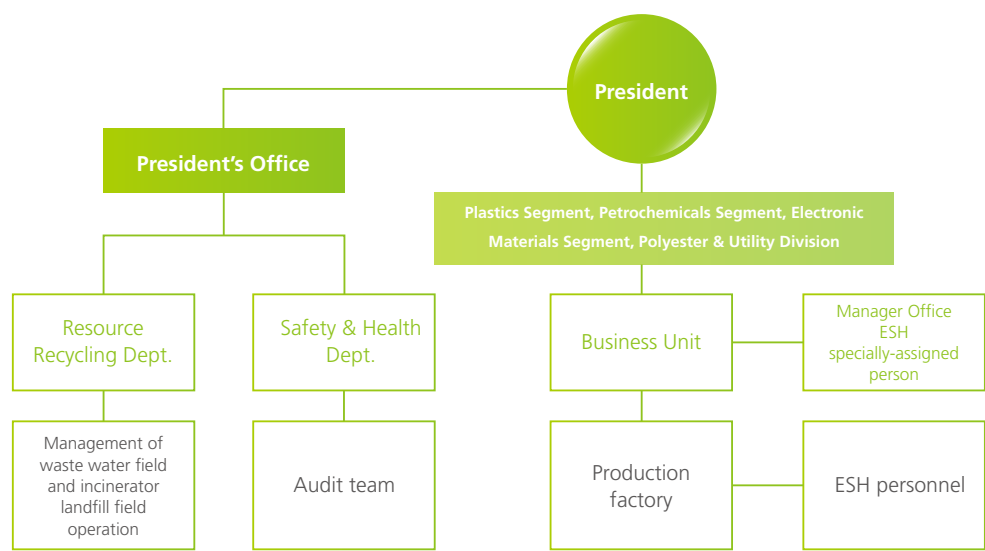 President
President's Office
Plastics Segment, Petrochemicals Segment, Electronic
Materials Segment, Polyester & Utility Division
Resource
Recycling Dept.
Safety & Health
Dept.
Business Unit
Manager Office
ESH
specially-assigned
person
Management of
waste water field
and incinerator
landfill field
operation
Audit team
Production
factory
ESH personnel